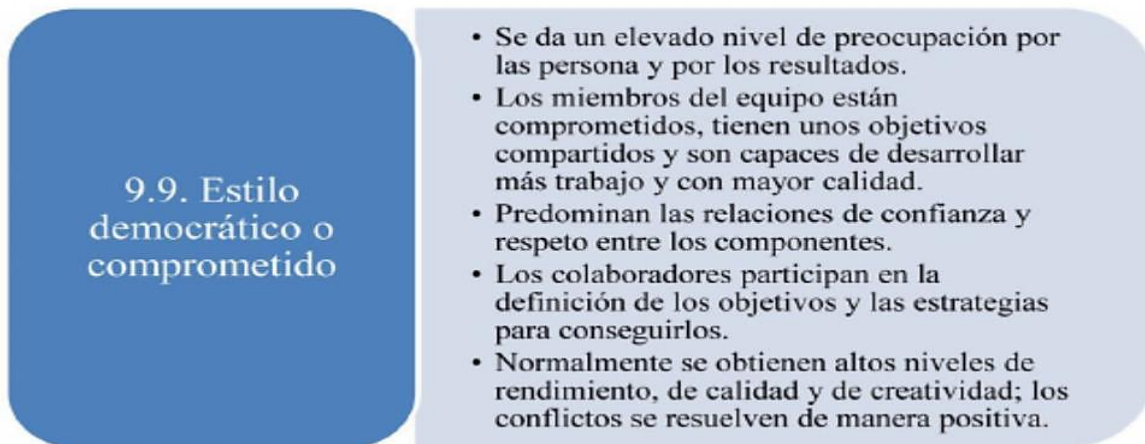 9.9. Estilo
democrático o
comprometido
• Se da un elevado nivel de preocupación por
las persona y por los resultados.
• Los miembros del equipo están
comprometidos, tienen unos objetivos
compartidos y son capaces de desarrollar
más trabajo y con mayor calidad.
• Predominan las relaciones de confianza y
respeto entre los componentes.
• Los colaboradores participan en la
definición de los objetivos y las estrategias
para conseguirlos.
• Normalmente se obtienen altos niveles de
rendimiento, de calidad y de creatividad; los
conflictos se resuelven de manera positiva.